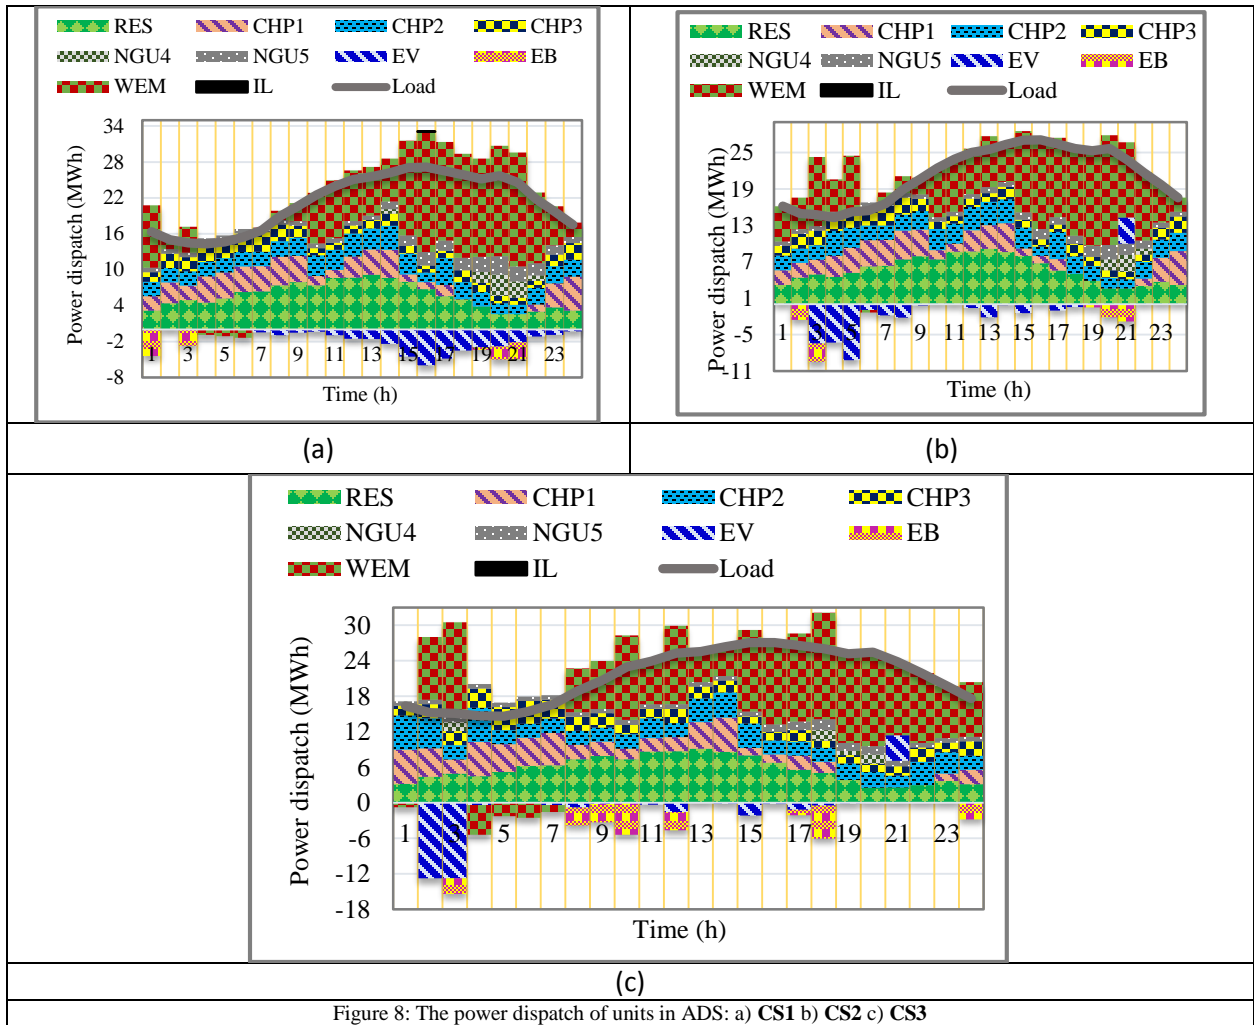 RES CHP1 CHP2 CHP3
NGU4 NGU5 EV EB
WEM IL Load
Power dispatch (MWh)
34
28
22
16
10
4
-2
-8
1 3 5 7 9 11 13 15 17 19 21 23
Time (h)
(a)
RES CHP1 CHP2 CHP3
NGU4 NGU5 EV EB
WEM IL Load
Power dispatch (MWh)
25
19
13
7
1
-5
-11
1 3 5 7 9 11 13 15 17 19 21 23
Time (h)
(b)
RES CHP1 CHP2 CHP3
NGU4 NGU5 EV EB
WEM IL Load
Power dispatch (MWh)
30
24
18
12
6
0
-6
-12
-18
1 3 5 7 9 11 13 15 17 19 21 23
Time (h)
(c)
Figure 8: The power dispatch of units in ADS: a) CS1 b) CS2 c) CS3